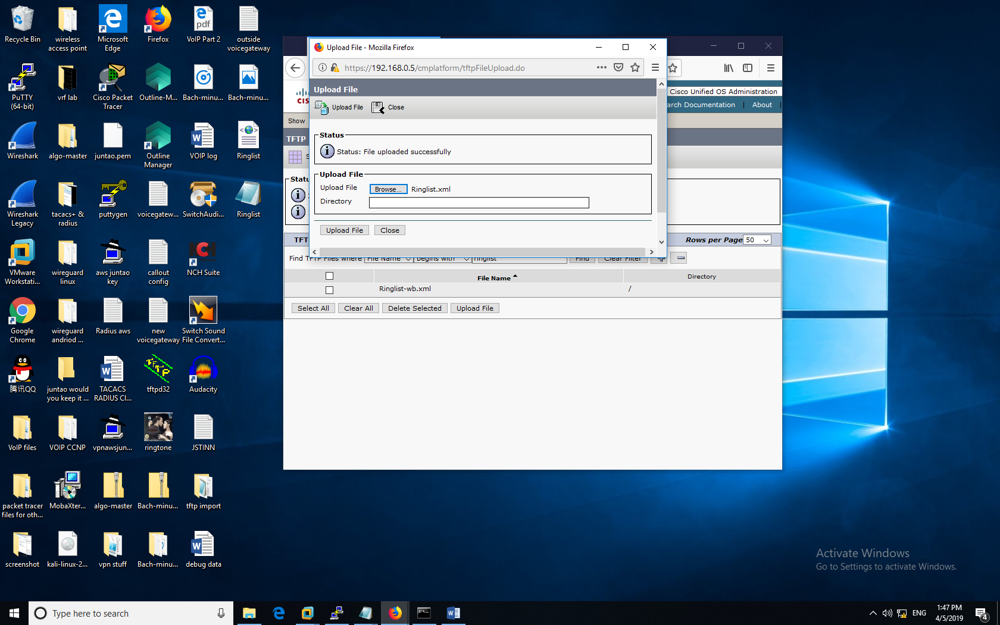 Recycle Bin
wireless
access point
Microsoft
Edge
Firefox
VoIP Part 2
outside
voicegateway
PuTTY
(64-bit)
vrf lab
Cisco Packet
Tracer
Outline-M...
Bach-minu...
Bach-minu...
Wireshark
algo-master
juntao.pem
Outline
Manager
VOIP log
Ringlist
Wireshark
Legacy
tacacs+ &
radius
puttygen
voicegatew...
SwitchAudi...
Ringlist
VMware
Workstati...
wireguard
linux
aws juntao
key
callout
config
NCH Suite
Google
Chrome
wireguard
andriod ...
Radius aws
new
voicegateway
Switch Sound
File Convert...
腾讯QQ
juntao would
you keep it ...
TACACS
RADIUS CI...
tftpd32
Audacity
VoIP files
VOIP CCNP
vpnawsjun...
ringtone
JSTINN
packet tracer
files for oth...
MobaXter...
algo-master
Bach-minu...
tftp import
screenshot
kali-linux-2...
vpn stuff
Bach-minu...
debug data
Upload File - Mozilla Firefox
https://192.168.0.5/cmplatform/tftpFileUpload.do
Upload File
Upload File Close
Status
Status: File uploaded successfully
Upload File
Upload File Browse... Ringlist.xml
Directory
Upload File Close
Cisco Unified OS Administration
arch Documentation | About |
Show
TFTP
S
Statu
TFT
Rows per Page 50
Find TFTP Files where File Name begins with ringlist Find Clear Filter
File Name Directory
Ringlist-wb.xml /
Select All Clear All Delete Selected Upload File
Activate Windows
Go to Settings to activate Windows.
Type here to search
ENG
1:47 PM
4/5/2019
4